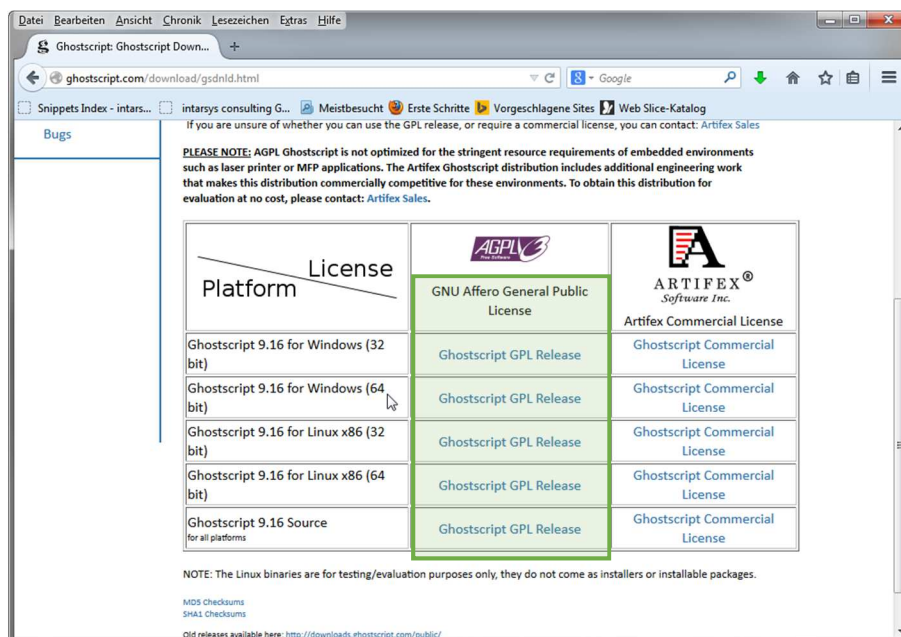 Datei Bearbeiten Ansicht Chronik Lesezeichen Extras Hilfe
Ghostscript: Ghostscript Down...
ghostscript.com/download/gsdnld.html
Google
Snippets Index - intars...
intarsys consulting G...
Meistbesucht
Erste Schritte
Vorgeschlagene Sites
Web Slice-Katalog
Bugs
If you are unsure of whether you can use the GPL release, or require a commercial license, you can contact: Artifex Sales
PLEASE NOTE: AGPL Ghostscript is not optimized for the stringent resource requirements of embedded environments
such as laser printer or MFP applications. The Artifex Ghostscript distribution includes additional engineering work
that makes this distribution commercially competitive for these environments. To obtain this distribution for
evaluation at no cost, please contact: Artifex Sales.
License
Platform
AGPLv3
Free Software
GNU Affero General Public
License
ARTIFEX®
Software Inc.
Artifex Commercial License
Ghostscript 9.16 for Windows (32
bit)
Ghostscript GPL Release
Ghostscript Commercial
License
Ghostscript 9.16 for Windows (64
bit)
Ghostscript GPL Release
Ghostscript Commercial
License
Ghostscript 9.16 for Linux x86 (32
bit)
Ghostscript GPL Release
Ghostscript Commercial
License
Ghostscript 9.16 for Linux x86 (64
bit)
Ghostscript GPL Release
Ghostscript Commercial
License
Ghostscript 9.16 Source
for all platforms
Ghostscript GPL Release
Ghostscript Commercial
License
NOTE: The Linux binaries are for testing/evaluation purposes only, they do not come as installers or installable packages.
MD5 Checksums
SHA1 Checksums
Old releases available here: http://downloads.ghostscript.com/public/